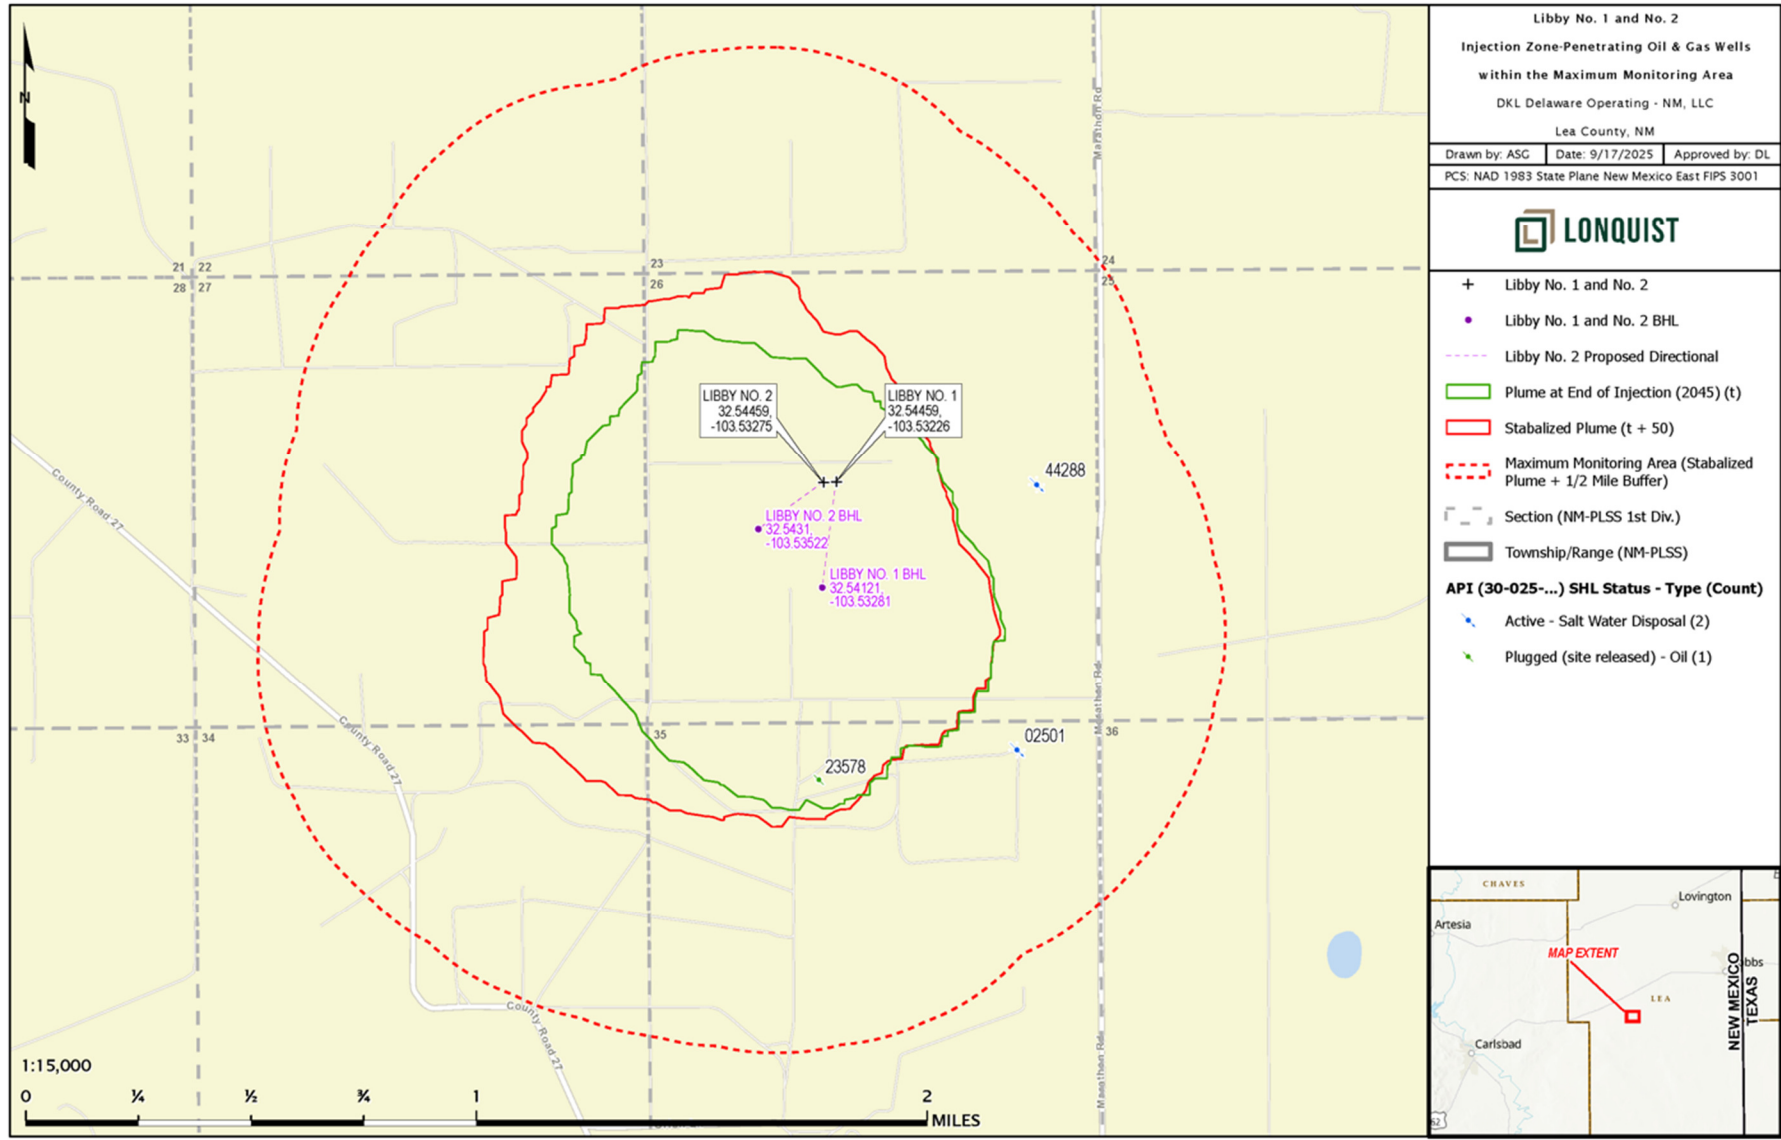 Libby No. 1 and No. 2
Injection Zone-Penetrating Oil & Gas Wells
within the Maximum Monitoring Area
DKL Delaware Operating - NM, LLC
Lea County, NM
Drawn by: ASG
Date: 9/17/2025
Approved by: DL
PCS: NAD 1983 State Plane New Mexico East FIPS 3001
L LONQUIST
Libby No. 1 and No. 2
Libby No. 1 and No. 2 BHL
Libby No. 2 Proposed Directional
Plume at End of Injection (2045) (t)
Stabalized Plume (t + 50)
Maximum Monitoring Area (Stabalized
Plume + 1/2 Mile Buffer)
Section (NM-PLSS 1st Div.)
Township/Range (NM-PLSS)
API (30-025-...) SHL Status - Type (Count)
Active - Salt Water Disposal (2)
Plugged (site released) - Oil (1)
N
Marathon Rd
21 22
28 27
23
26
24
25
LIBBY NO. 2
32.54459,
-103.53275
LIBBY NO. 1
32.54459,
-103.53226
44288
County Road 27
LIBBY NO. 2 BHL
32.5431,
-103.53522
LIBBY NO. 1 BHL
32.54121,
-103.53281
Marathon Rd
33 34
35
36
County Road 27
02501
23578
County Road 27
Marathon Rd
1:15,000
0 ¼ ½ ¾ 1 2
MILES
CHAVES
Lovington
Artesia
MAP EXTENT
bbs
LEA
NEW MEXICO
TEXAS
Carlsbad
62